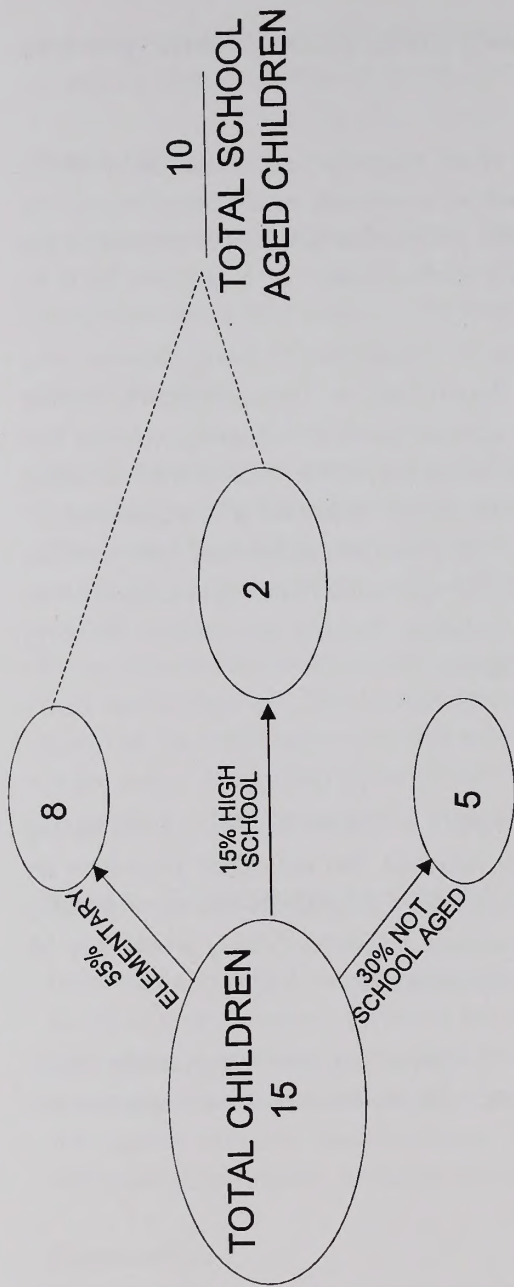 TOTAL CHILDREN
15
55%
ELEMENTARY
8
15% HIGH
SCHOOL
2
30% NOT
SCHOOL AGED
5
10
TOTAL SCHOOL
AGED CHILDREN